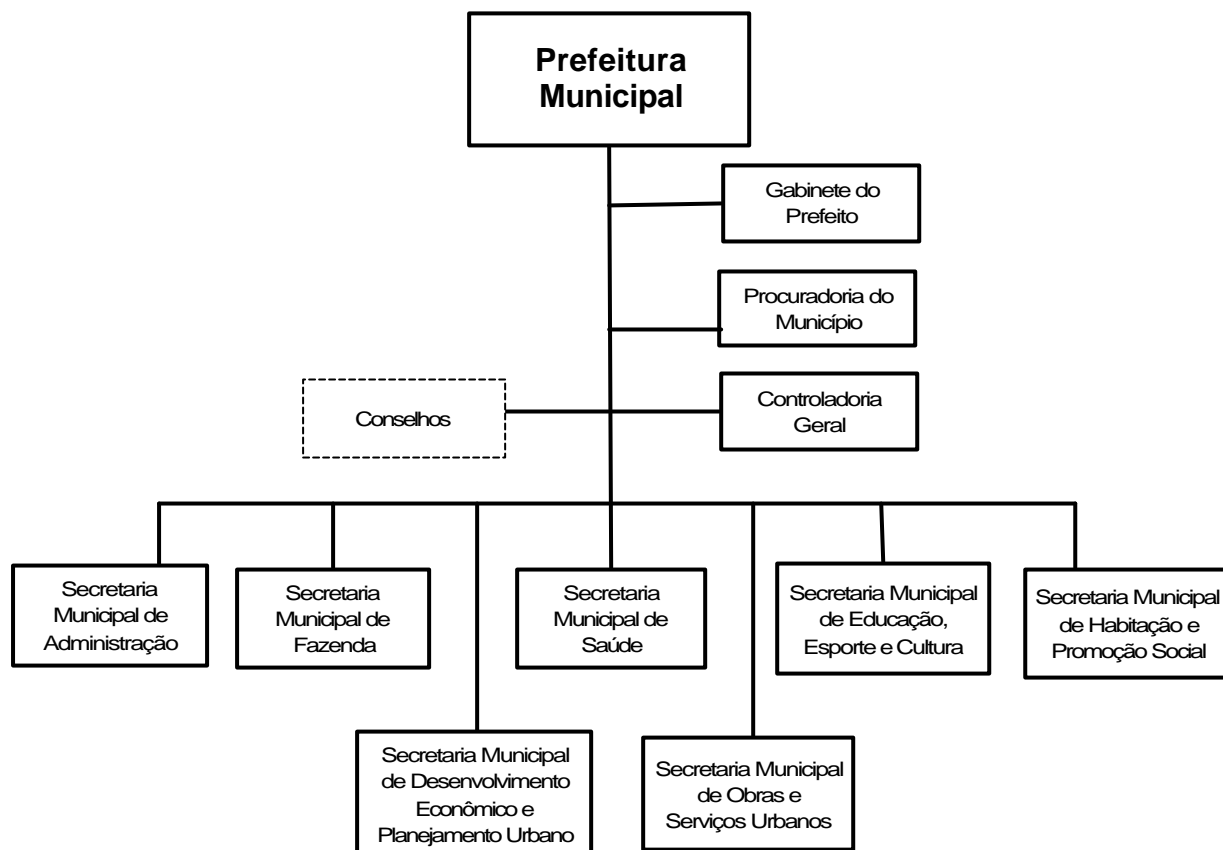 Prefeitura
Municipal
Gabinete do
Prefeito
Procuradoria do
Município
Conselhos
Controladoria
Geral
Secretaria
Municipal de
Administração
Secretaria
Municipal de
Fazenda
Secretaria
Municipal de
Saúde
Secretaria Municipal
de Educação,
Esporte e Cultura
Secretaria Municipal
de Habitação e
Promoção Social
Secretaria Municipal
de Desenvolvimento
Econômico e
Planejamento Urbano
Secretaria Municipal
de Obras e
Serviços Urbanos